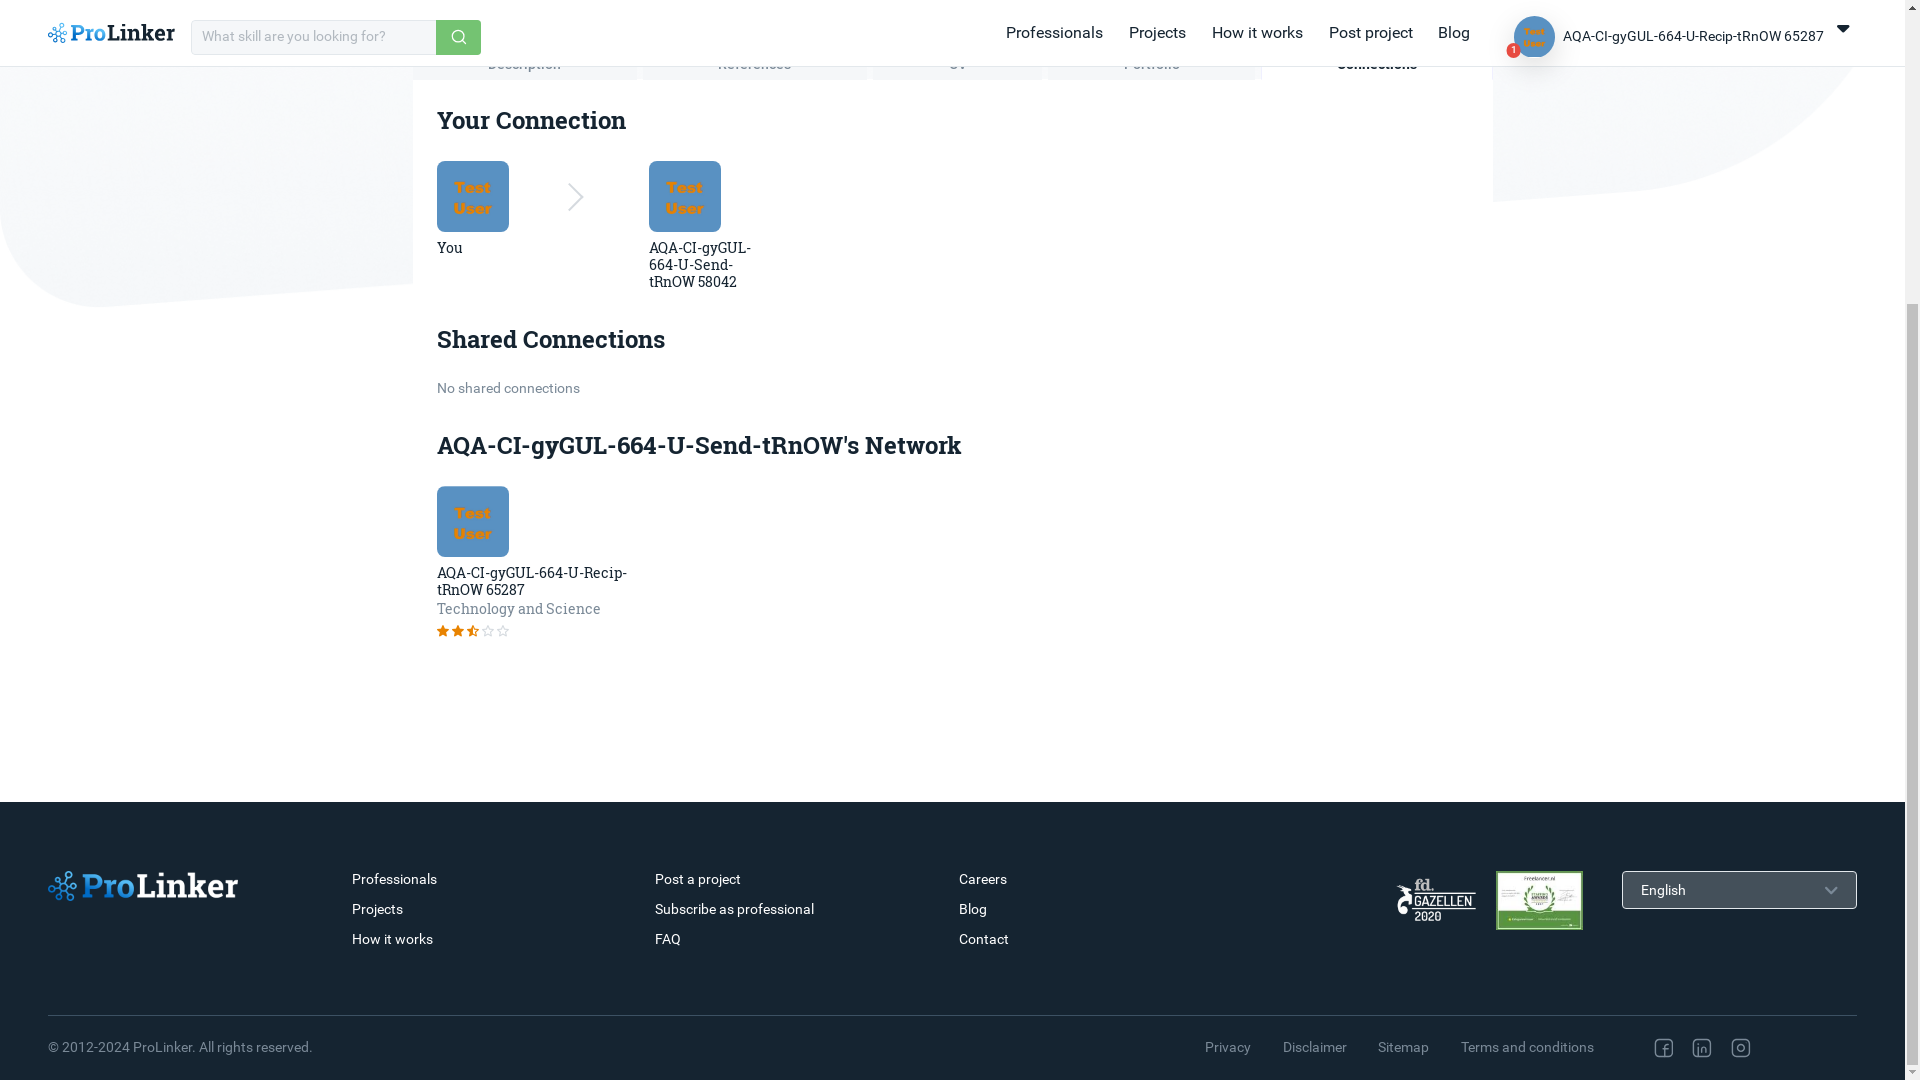 ProLinker
What skill are you looking for?
Professionals Projects How it works Post project Blog
Test
User
1
AQA-CI-gyGUL-664-U-Recip-tRnOW 65287
Description References CV Portfolio Connections
Your Connection
Test
User
Test
User
You
AQA-CI-gyGUL-
664-U-Send-
tRnOW 58042
Shared Connections
No shared connections
AQA-CI-gyGUL-664-U-Send-tRnOW's Network
Test
User
AQA-CI-gyGUL-664-U-Recip-
tRnOW 65287
Technology and Science
ProLinker
Professionals
Projects
How it works
Post a project
Subscribe as professional
FAQ
Careers
Blog
Contact
fd.
GAZELLEN
2020
Freelancer.nl
English
© 2012-2024 ProLinker. All rights reserved.
Privacy Disclaimer Sitemap Terms and conditions